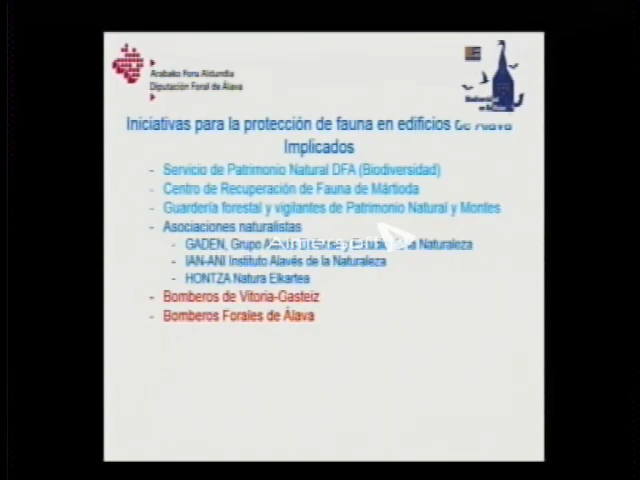 Arabako Foru Aldundia
Diputación Foral de Álava
Iniciativas para la protección de fauna en edificios de Álava
Implicados
- Servicio de Patrimonio Natural DFA (Biodiversidad)
- Centro de Recuperación de Fauna de Mártioda
- Guardería forestal y vigilantes de Patrimonio Natural y Montes
- Asociaciones naturalistas
- GADEN, Grupo la Naturaleza
- IAN-ANI Instituto Alavés de la Naturaleza
- HONTZA Natura Elkartea
- Bomberos de Vitoria-Gasteiz
- Bomberos Forales de Álava